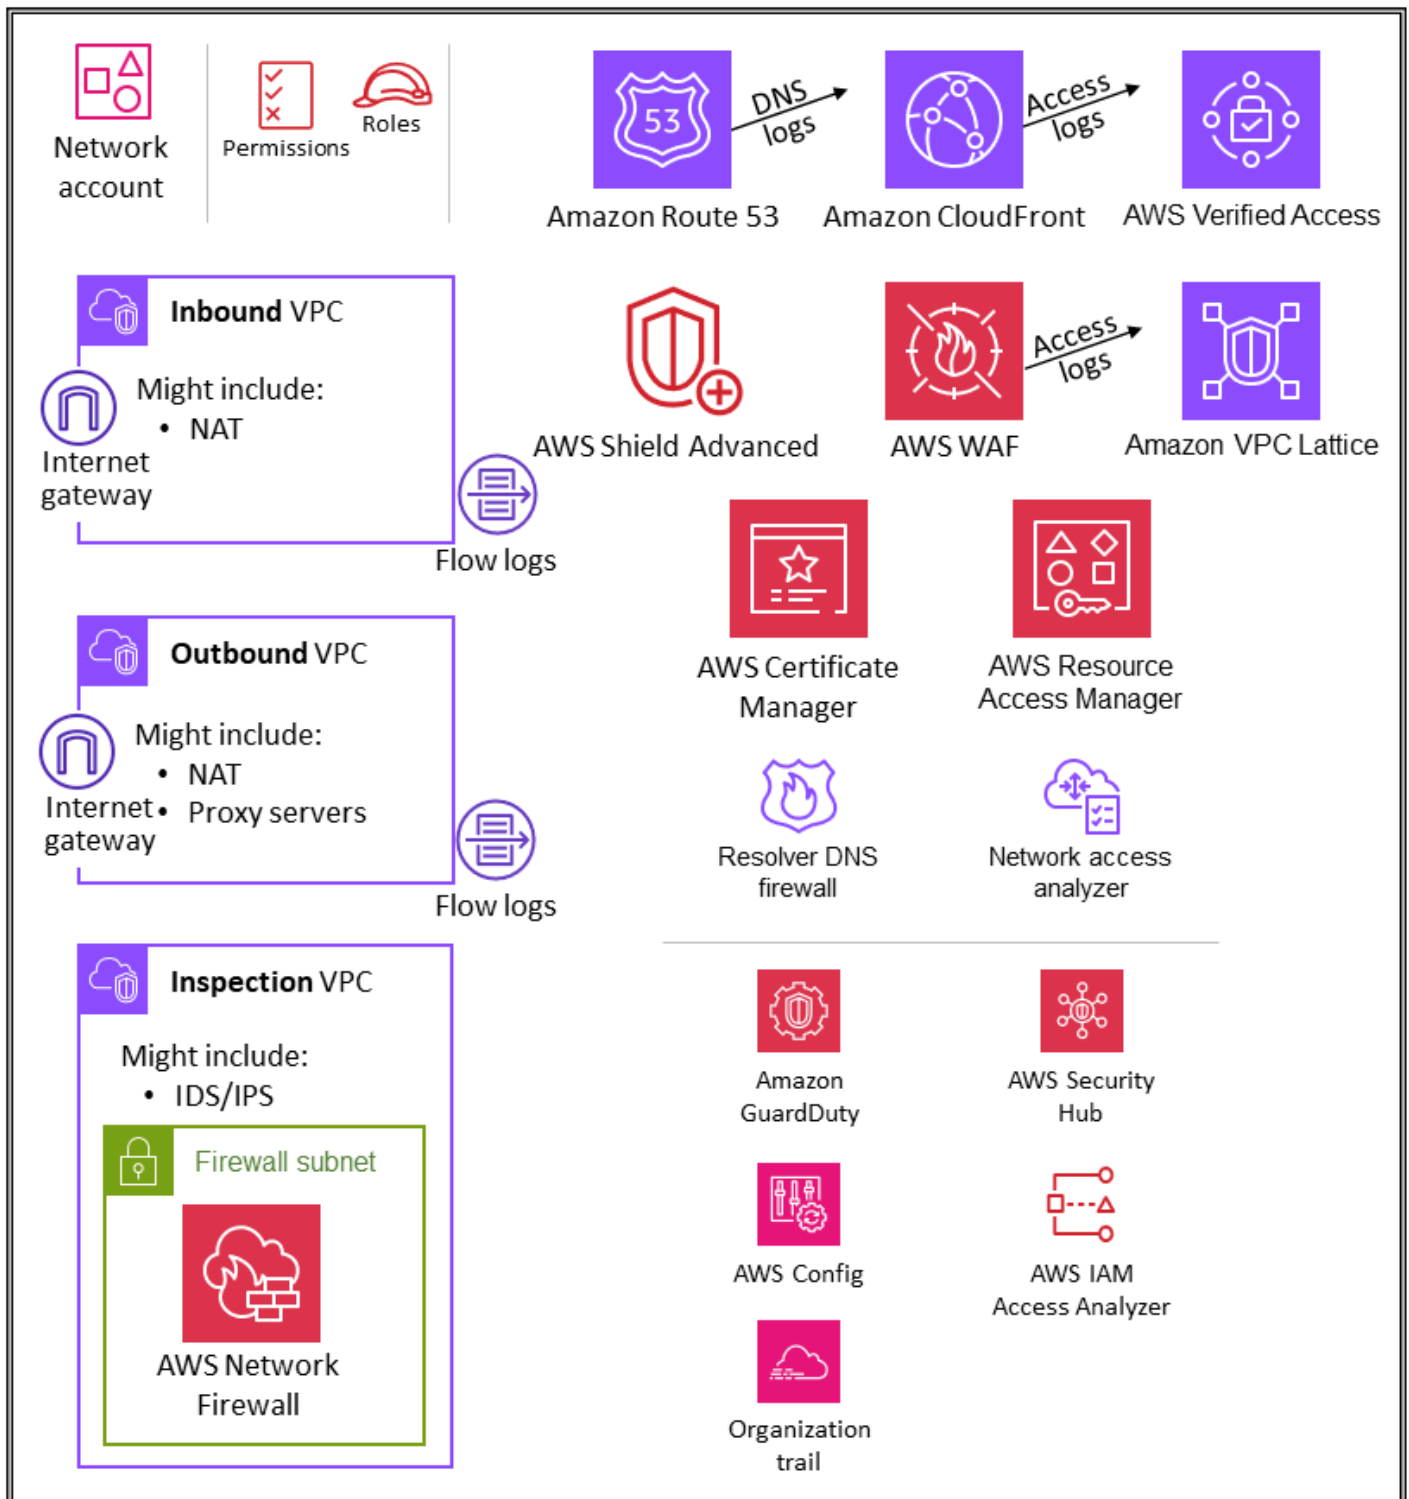 Network
account
Permissions
Roles
53
DNS
logs
Access
logs
Amazon Route 53
Amazon CloudFront
AWS Verified Access
Inbound VPC
Might include:
• NAT
Internet
gateway
Flow logs
AWS Shield Advanced
AWS WAF
Access
logs
Amazon VPC Lattice
AWS Certificate
Manager
AWS Resource
Access Manager
Outbound VPC
Might include:
• NAT
• Proxy servers
Internet
gateway
Flow logs
Resolver DNS
firewall
Network access
analyzer
Inspection VPC
Might include:
• IDS/IPS
Firewall subnet
AWS Network
Firewall
Amazon
GuardDuty
AWS Security
Hub
AWS Config
AWS IAM
Access Analyzer
Organization
trail